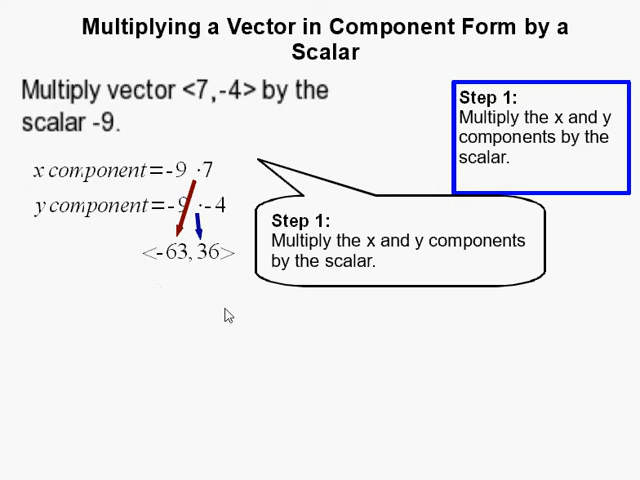 Multiplying a Vector in Component Form by a
Scalar
Multiply vector <7,-4> by the
scalar -9.
Step 1:
Multiply the x and y
components by the
scalar.
x component=-9 ·7
y component=-9 ·-4
<-63,36>
Step 1:
Multiply the x and y components
by the scalar.